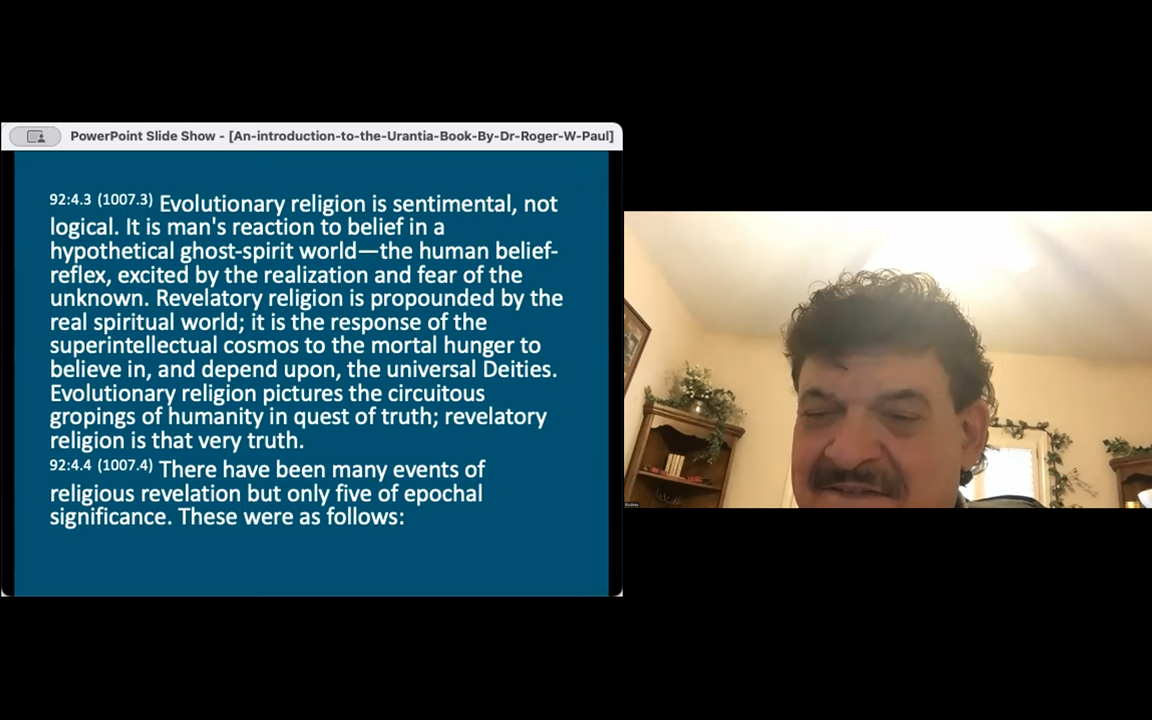 PowerPoint Slide Show - [An-introduction-to-the-Urantia-Book-By-Dr-Roger-W-Paul]
92:4.3 (1007.3) Evolutionary religion is sentimental, not
logical. It is man's reaction to belief in a
hypothetical ghost-spirit world—the human belief-
reflex, excited by the realization and fear of the
unknown. Revelatory religion is propounded by the
real spiritual world; it is the response of the
superintellectual cosmos to the mortal hunger to
believe in, and depend upon, the universal Deities.
Evolutionary religion pictures the circuitous
gropings of humanity in quest of truth; revelatory
religion is that very truth.
92:4.4 (1007.4) There have been many events of
religious revelation but only five of epochal
significance. These were as follows: